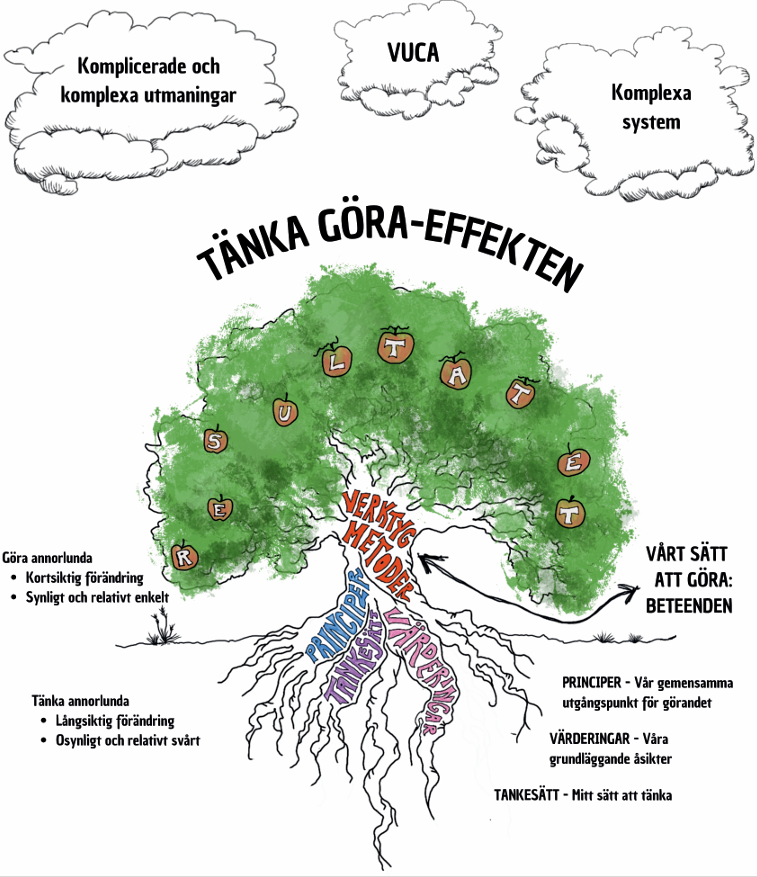 Komplicerade och
komplexa utmaningar
VUCA
Komplexa
system
TÄNKA GÖRA-EFFEKTEN
RESULTATET
VERKTYG
METODER
Göra annorlunda
• Kortsiktig förändring
• Synligt och relativt enkelt
VÅRT SÄTT
ATT GÖRA:
BETEENDEN
PRINCIPER
TANKESÄTT
VÄRDERINGAR
Tänka annorlunda
• Långsiktig förändring
• Osynligt och relativt svårt
PRINCIPER - Vår gemensamma
utgångspunkt för görandet
VÄRDERINGAR - Våra
grundläggande åsikter
TANKESÄTT - Mitt sätt att tänka